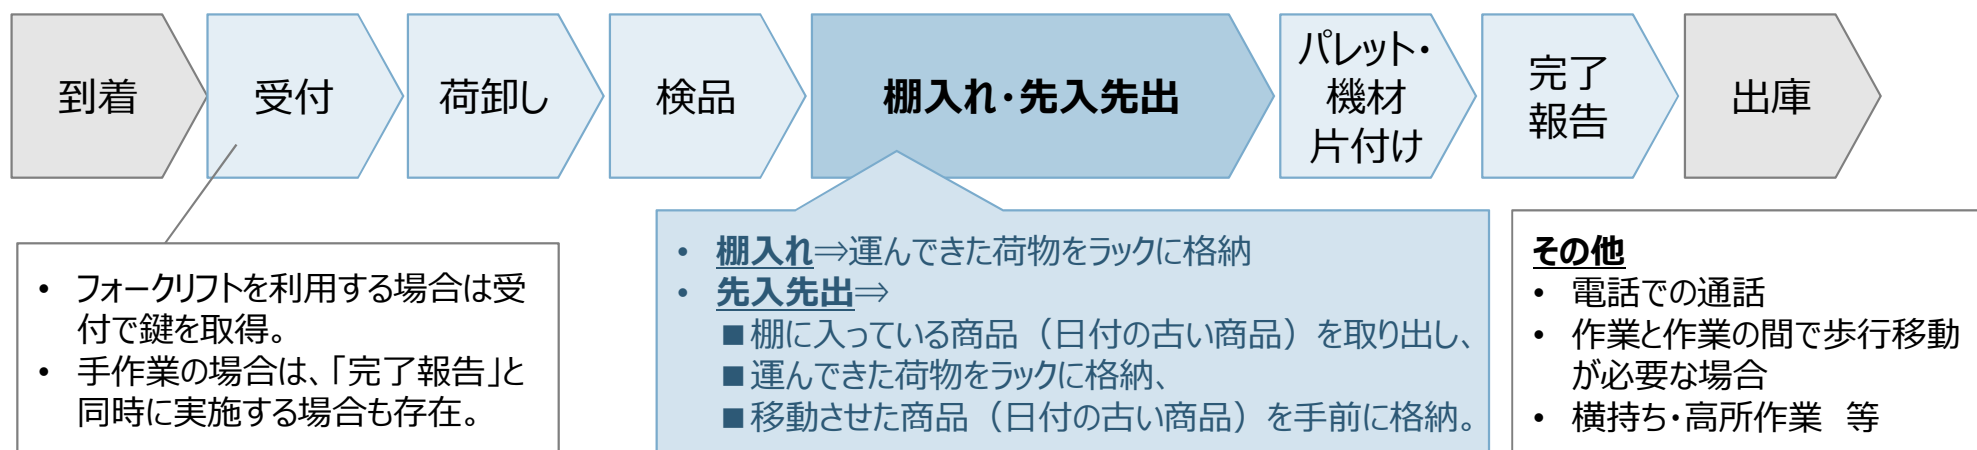 到着
受付
荷卸し
検品
棚入れ・先入先出
パレット・
機材
片付け
完了
報告
出庫
• フォークリフトを利用する場合は受
付で鍵を取得。
• 手作業の場合は、「完了報告」と
同時に実施する場合も存在。
• 棚入れ⇒運んできた荷物をラックに格納
• 先入先出⇒
■棚に入っている商品（日付の古い商品）を取り出し、
■運んできた荷物をラックに格納、
■移動させた商品（日付の古い商品）を手前に格納。
その他
• 電話での通話
• 作業と作業の間で歩行移動
が必要な場合
• 横持ち・高所作業　等